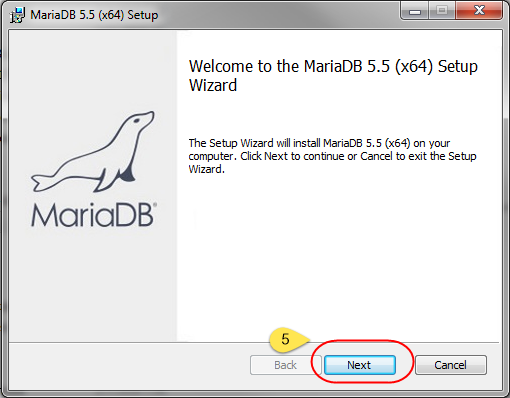 MariaDB 5.5 (x64) Setup
Welcome to the MariaDB 5.5 (x64) Setup
Wizard
The Setup Wizard will install MariaDB 5.5 (x64) on your
computer. Click Next to continue or Cancel to exit the Setup
Wizard.
MariaDB®
5
Back Next Cancel